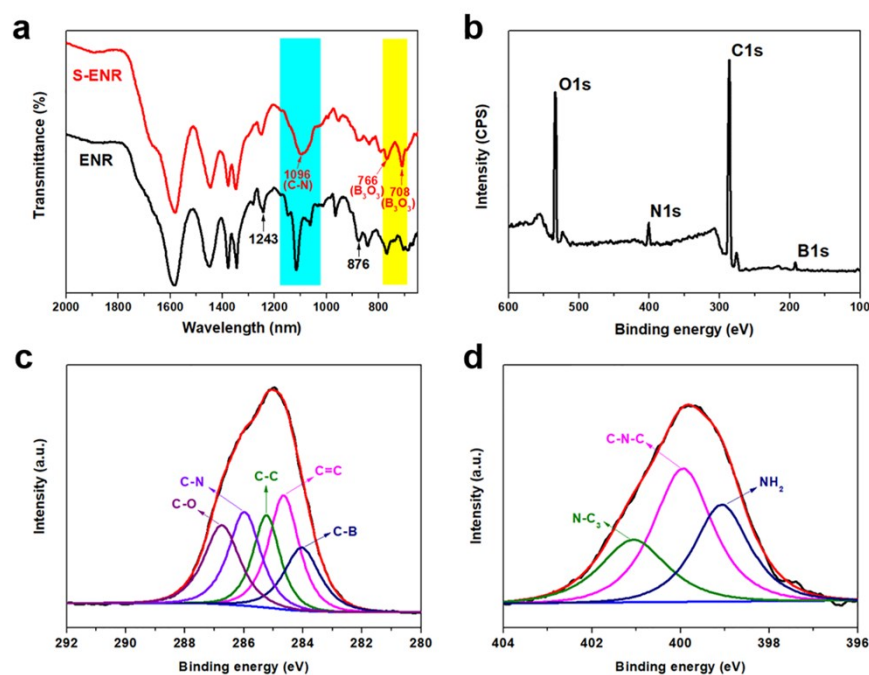 a
Transmittance (%)
S-ENR
ENR
1096
(C-N)
766
(B₃O₃)
708
(B₃O₃)
1243
876
2000 1800 1600 1400 1200 1000 800
Wavelength (nm)
b
Intensity (CPS)
O1s
N1s
C1s
B1s
600 500 400 300 200 100
Binding energy (eV)
c
Intensity (a.u.)
C-O
C-N
C-C
C=C
C-B
292 290 288 286 284 282 280
Binding energy (eV)
d
Intensity (a.u.)
N-C₃
C-N-C
NH₂
404 402 400 398 396
Binding energy (eV)